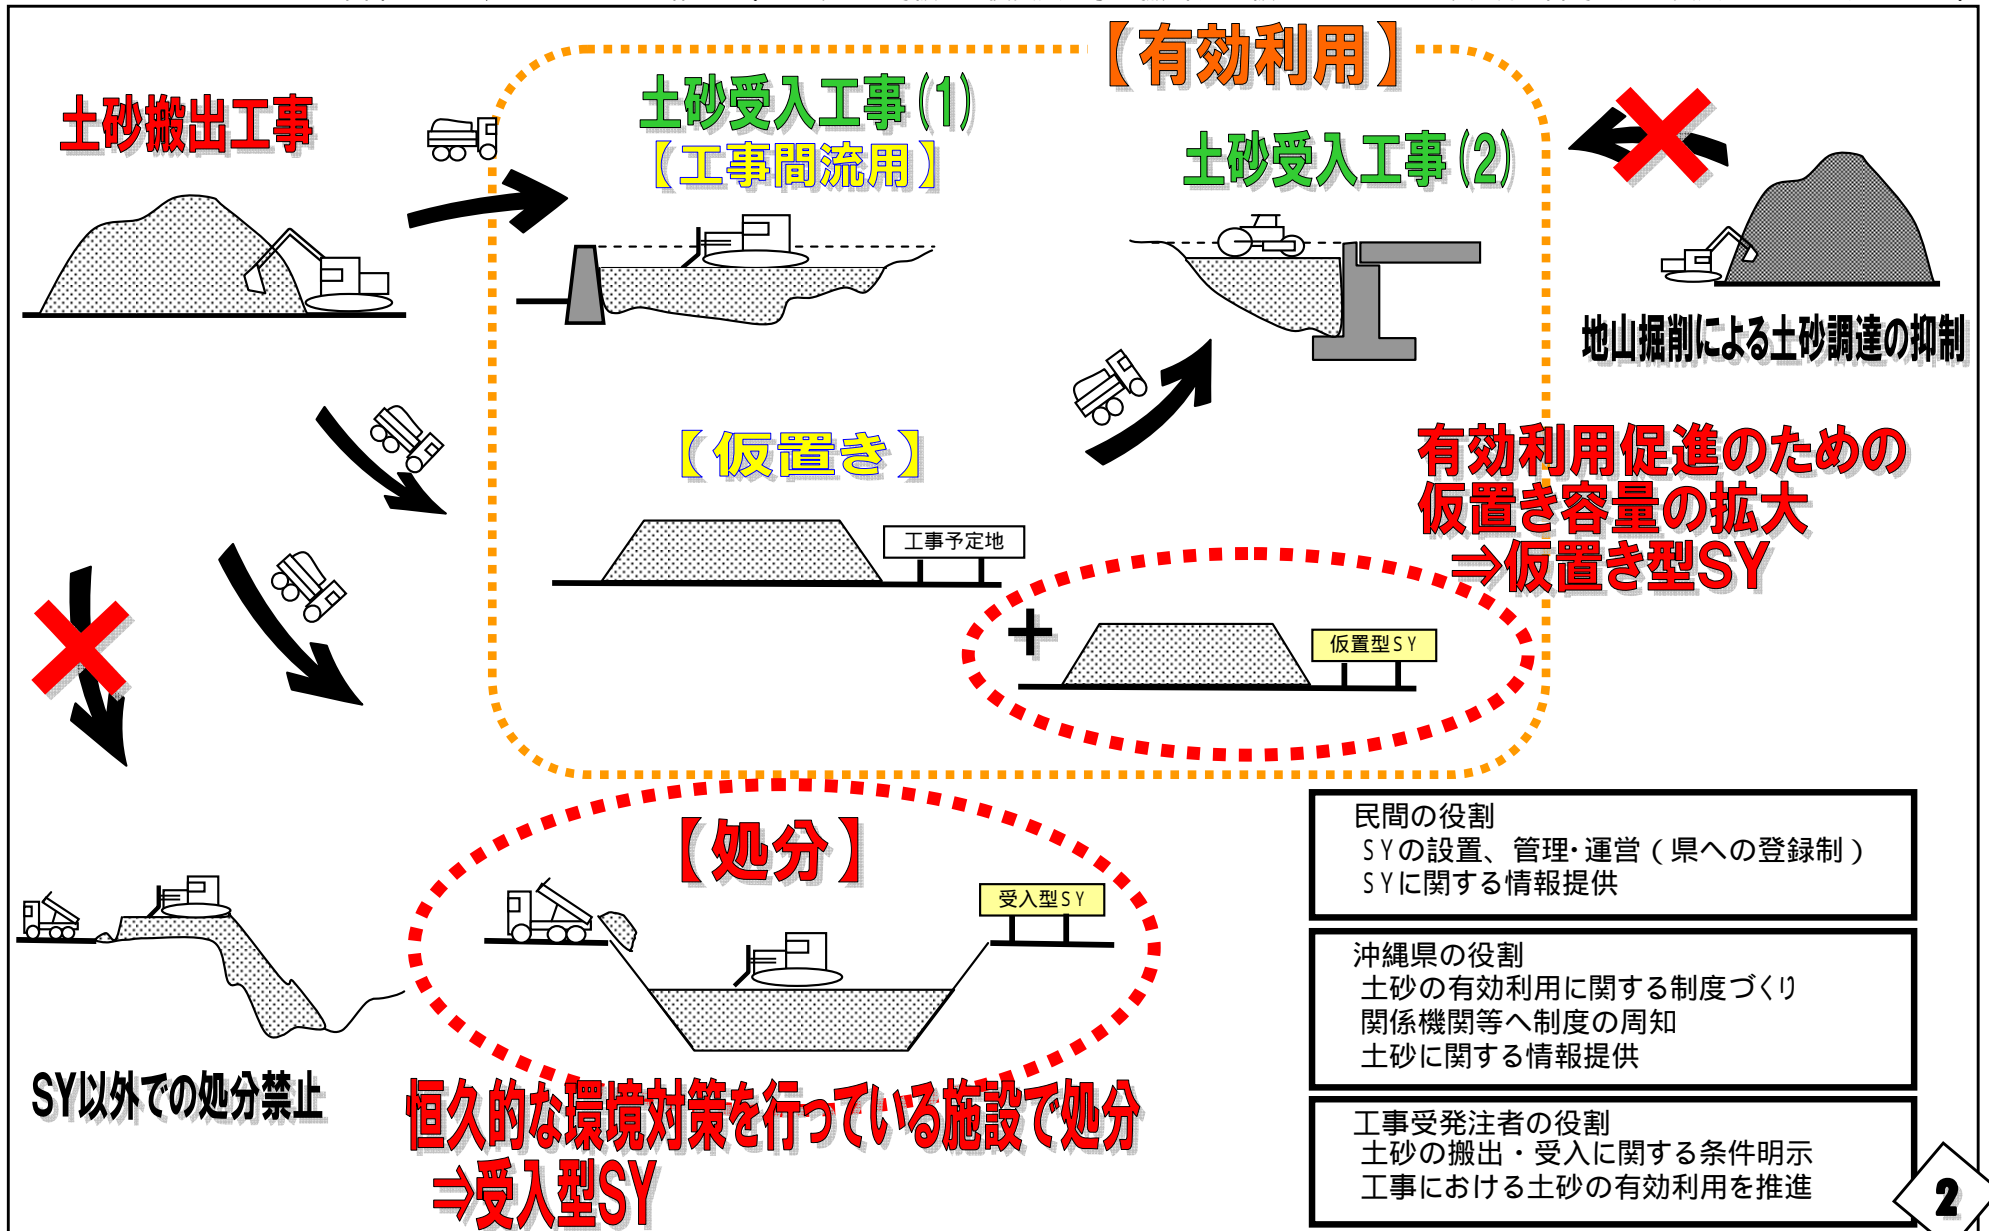 【有効利用】
土砂搬出工事
土砂受入工事(1)
【工事間流用】
土砂受入工事(2)
地山掘削による土砂調達の抑制
【仮置き】
工事予定地
有効利用促進のための
仮置き容量の拡大
⇒仮置き型SY
+
仮置型SY
【処分】
受入型SY
SY以外での処分禁止
恒久的な環境対策を行っている施設で処分
⇒受入型SY
民間の役割
SYの設置、管理・運営(県への登録制)
SYに関する情報提供
沖縄県の役割
土砂の有効利用に関する制度づくり
関係機関等へ制度の周知
土砂に関する情報提供
工事受発注者の役割
土砂の搬出・受入に関する条件明示
工事における土砂の有効利用を推進
2